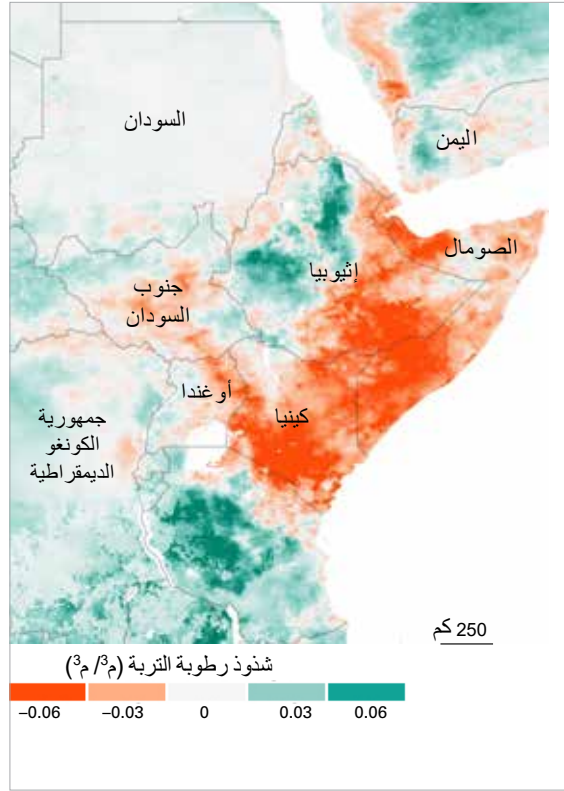 السودان
اليمن
الصومال
إثيوبيا
جنوب
السودان
أوغندا
كينيا
جمهورية
الكونغو
الديمقراطية
250 كم
شذوذ رطوبة التربة (م³/ م³)
–0.06 –0.03 0 0.03 0.06